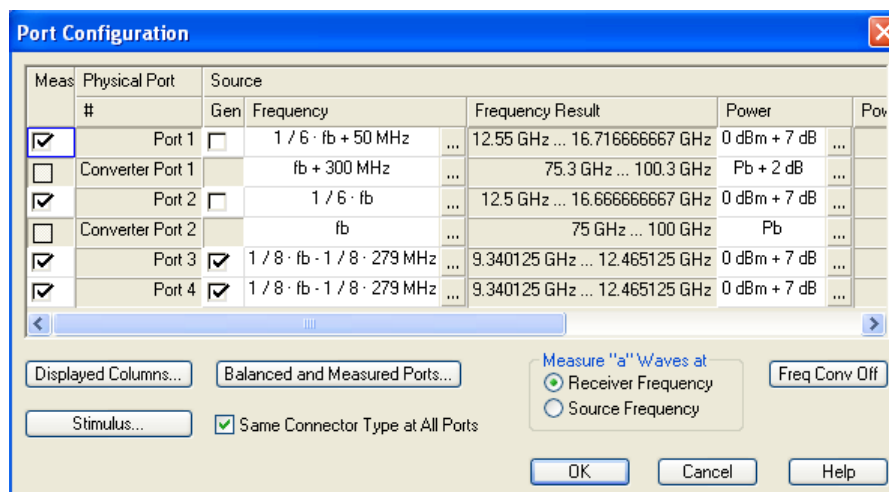 Port Configuration
Meas Physical Port Source
# Gen Frequency Frequency Result Power Pow
Port 1 1 / 6 · fb + 50 MHz ... 12.55 GHz ... 16.716666667 GHz 0 dBm + 7 dB ...
Converter Port 1 fb + 300 MHz ... 75.3 GHz ... 100.3 GHz Pb + 2 dB ...
Port 2 1 / 6 · fb ... 12.5 GHz ... 16.666666667 GHz 0 dBm + 7 dB ...
Converter Port 2 fb ... 75 GHz ... 100 GHz Pb ...
Port 3 1 / 8 · fb - 1 / 8 · 279 MHz ... 9.340125 GHz ... 12.465125 GHz 0 dBm + 7 dB ...
Port 4 1 / 8 · fb - 1 / 8 · 279 MHz ... 9.340125 GHz ... 12.465125 GHz 0 dBm + 7 dB ...
Displayed Columns... Balanced and Measured Ports... Measure "a" Waves at Freq Conv Off
Receiver Frequency
Stimulus... Same Connector Type at All Ports Source Frequency
OK Cancel Help